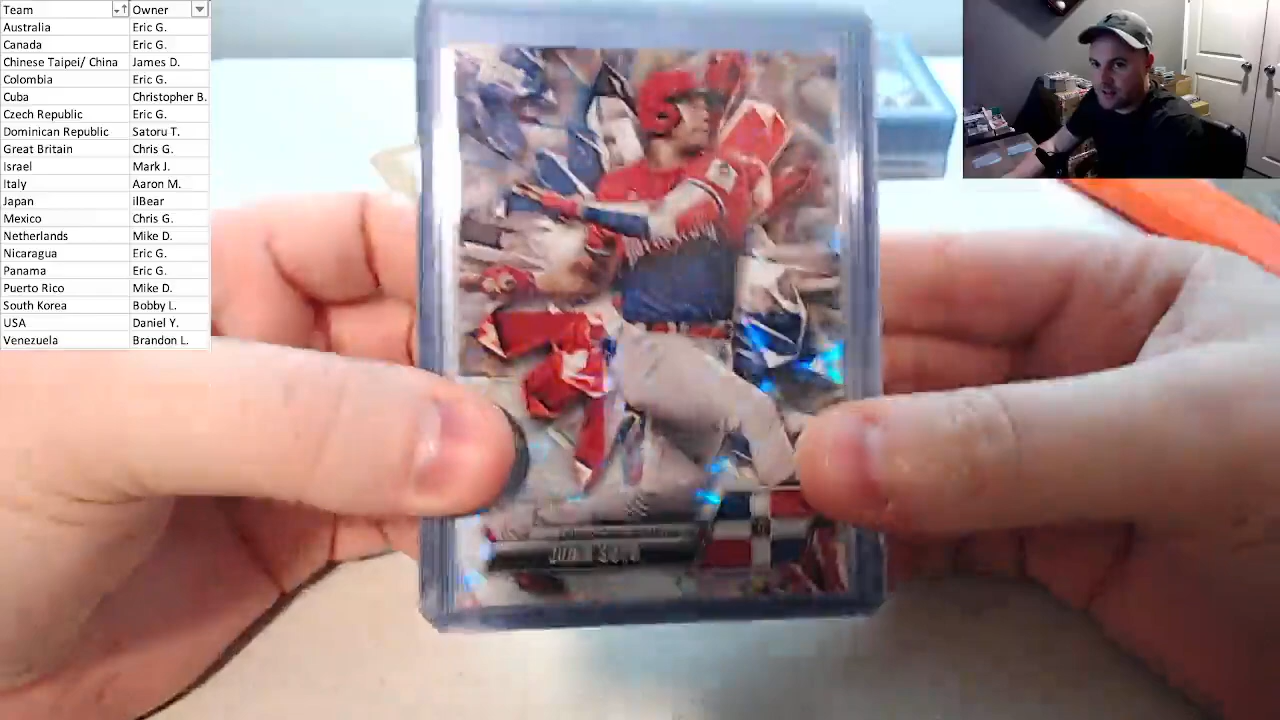 Team Owner
Australia Eric G.
Canada Eric G.
Chinese Taipei/ China James D.
Colombia Eric G.
Cuba Christopher B.
Czech Republic Eric G.
Dominican Republic Satoru T.
Great Britain Chris G.
Israel Mark J.
Italy Aaron M.
Japan ilBear
Mexico Chris G.
Netherlands Mike D.
Nicaragua Eric G.
Panama Eric G.
Puerto Rico Mike D.
South Korea Bobby L.
USA Daniel Y.
Venezuela Brandon L.